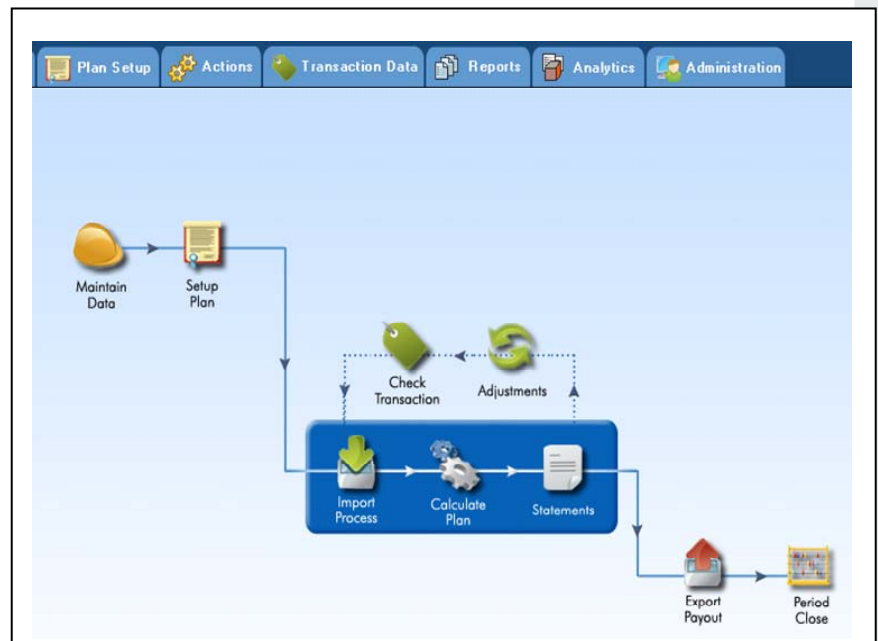 Plan Setup
Actions
Transaction Data
Reports
Analytics
Administration
Maintain
Data
Setup
Plan
Check
Transaction
Adjustments
Import
Process
Calculate
Plan
Statements
Export
Payout
Period
Close